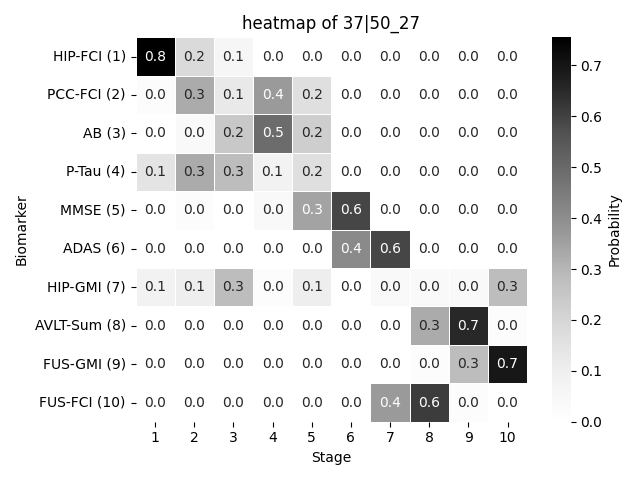 heatmap of 37|50_27
Biomarker
HIP-FCI (1) 0.8 0.2 0.1 0.0 0.0 0.0 0.0 0.0 0.0 0.0
PCC-FCI (2) 0.0 0.3 0.1 0.4 0.2 0.0 0.0 0.0 0.0 0.0
AB (3) 0.0 0.0 0.2 0.5 0.2 0.0 0.0 0.0 0.0 0.0
P-Tau (4) 0.1 0.3 0.3 0.1 0.2 0.0 0.0 0.0 0.0 0.0
MMSE (5) 0.0 0.0 0.0 0.0 0.3 0.6 0.0 0.0 0.0 0.0
ADAS (6) 0.0 0.0 0.0 0.0 0.0 0.4 0.6 0.0 0.0 0.0
HIP-GMI (7) 0.1 0.1 0.3 0.0 0.1 0.0 0.0 0.0 0.0 0.3
AVLT-Sum (8) 0.0 0.0 0.0 0.0 0.0 0.0 0.0 0.3 0.7 0.0
FUS-GMI (9) 0.0 0.0 0.0 0.0 0.0 0.0 0.0 0.0 0.3 0.7
FUS-FCI (10) 0.0 0.0 0.0 0.0 0.0 0.0 0.4 0.6 0.0 0.0
1 2 3 4 5 6 7 8 9 10
Stage
0.7
0.6
0.5
0.4
0.3
0.2
0.1
0.0
Probability